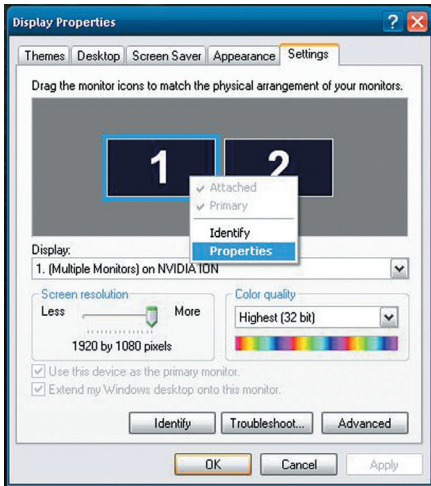 Display Properties
Themes Desktop Screen Saver Appearance Settings
Drag the monitor icons to match the physical arrangement of your monitors.
1 2
Attached
Primary
Identify
Properties
Display:
1. (Multiple Monitors) on NVIDIA ION
Screen resolution
Less More
1920 by 1080 pixels
Color quality
Highest (32 bit)
Use this device as the primary monitor.
Extend my Windows desktop onto this monitor.
Identify Troubleshoot... Advanced
OK Cancel Apply